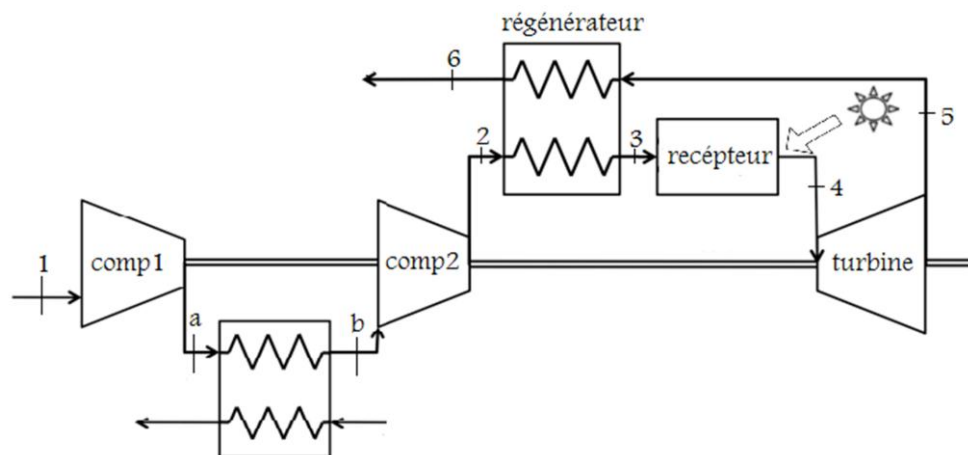 régénérateur
6
5
2
3
recépteur
4
1
comp1
comp2
turbine
a
b